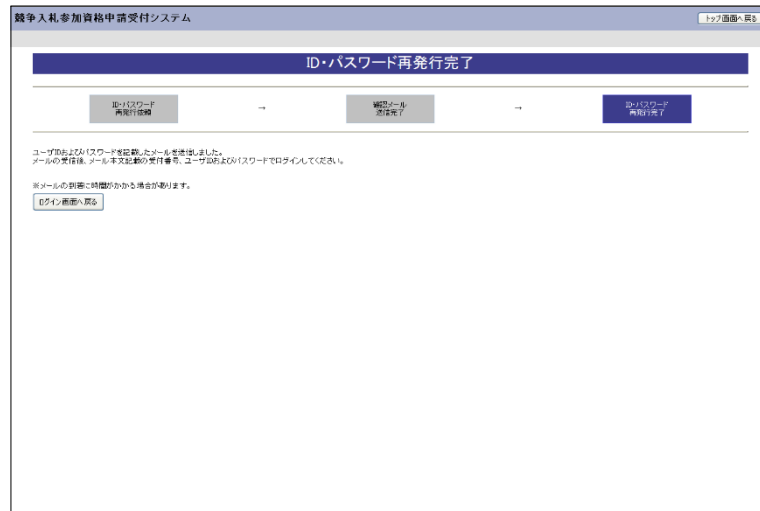 競争入札参加資格申請受付システム
トップ画面へ戻る
ID・パスワード再発行完了
ID・パスワード
再発行依頼
→
確認メール
送信完了
→
ID・パスワード
再発行完了
ユーザIDおよびパスワードを記載したメールを送信しました。
メールの受信後、メール本文記載の受付番号、ユーザIDおよびパスワードでログインしてください。
※メールの到着に時間がかかる場合があります。
ログイン画面へ戻る